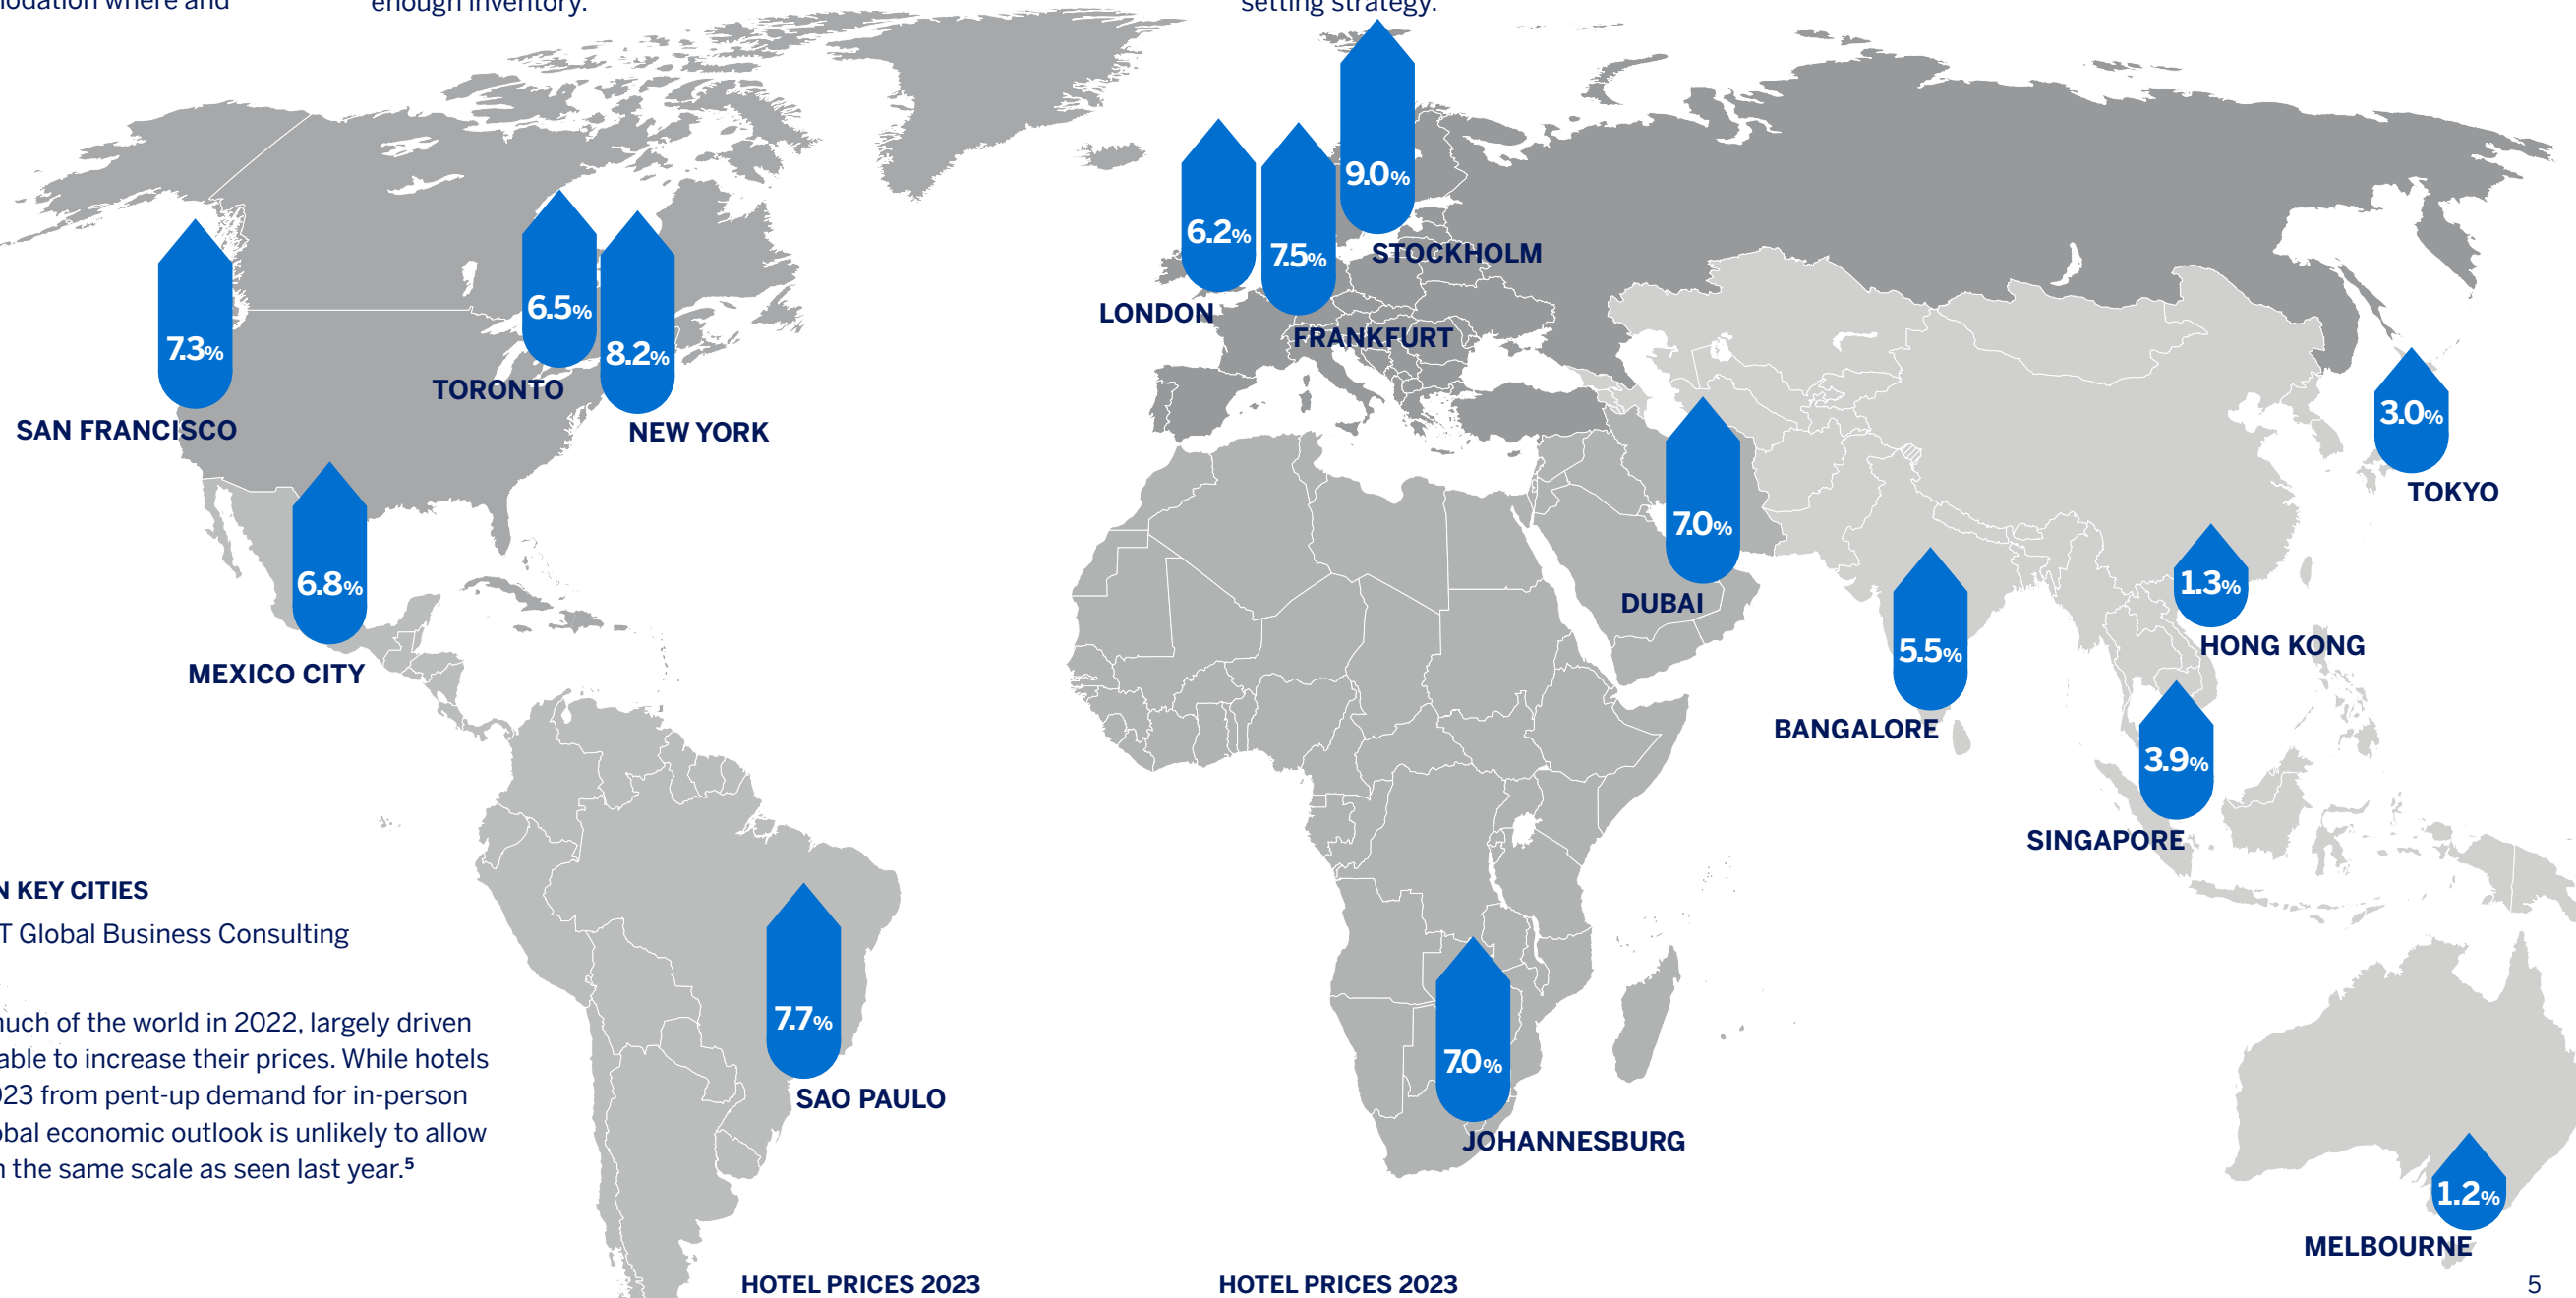 enough inventory.
setting strategy.
where and
9.0%
STOCKHOLM
6.2%
LONDON
7.5%
FRANKFURT
7.3%
SAN FRANCISCO
6.5%
TORONTO
8.2%
NEW YORK
3.0%
TOKYO
6.8%
MEXICO CITY
7.0%
DUBAI
1.3%
HONG KONG
5.5%
BANGALORE
3.9%
SINGAPORE
7.7%
SAO PAULO
7.0%
JOHANNESBURG
1.2%
MELBOURNE
KEY CITIES
Global Business Consulting
of the world in 2022, largely driven
able to increase their prices. While hotels
from pent-up demand for in-person
economic outlook is unlikely to allow
the same scale as seen last year.5
HOTEL PRICES 2023
HOTEL PRICES 2023
5